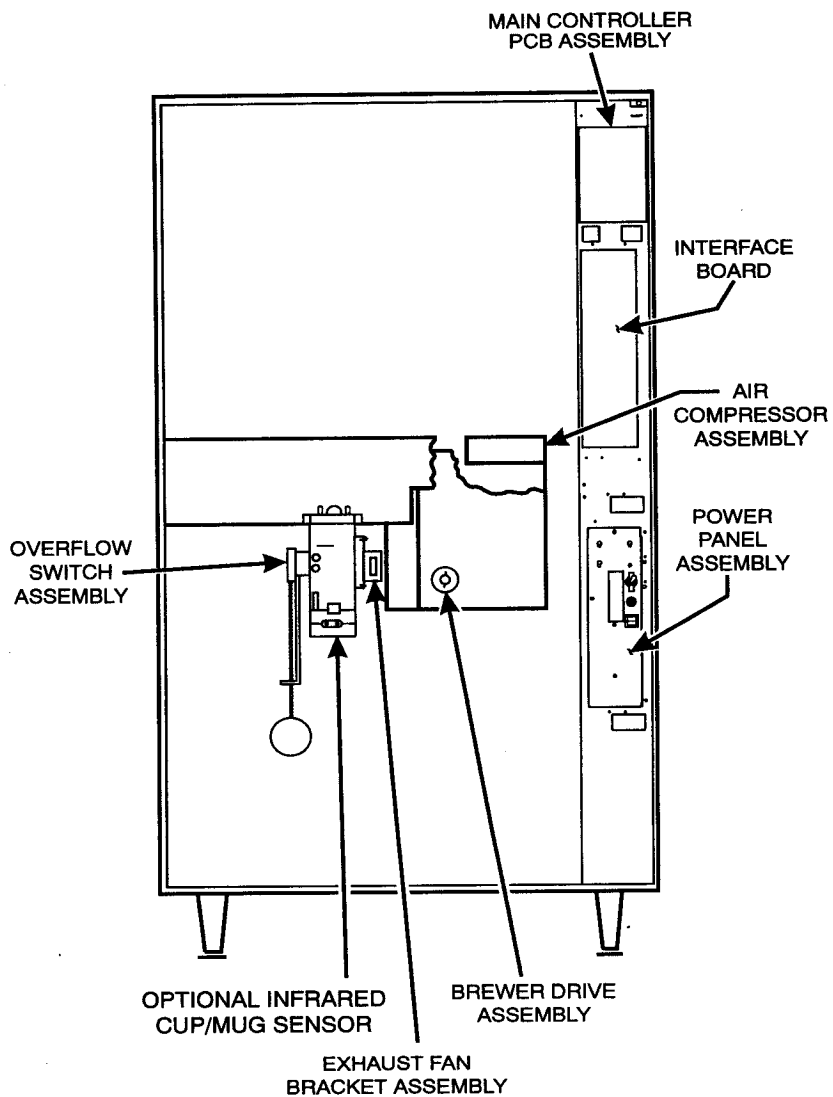 MAIN CONTROLLER
PCB ASSEMBLY
INTERFACE
BOARD
AIR
COMPRESSOR
ASSEMBLY
POWER
PANEL
ASSEMBLY
OVERFLOW
SWITCH
ASSEMBLY
OPTIONAL INFRARED
CUP/MUG SENSOR
BREWER DRIVE
ASSEMBLY
EXHAUST FAN
BRACKET ASSEMBLY